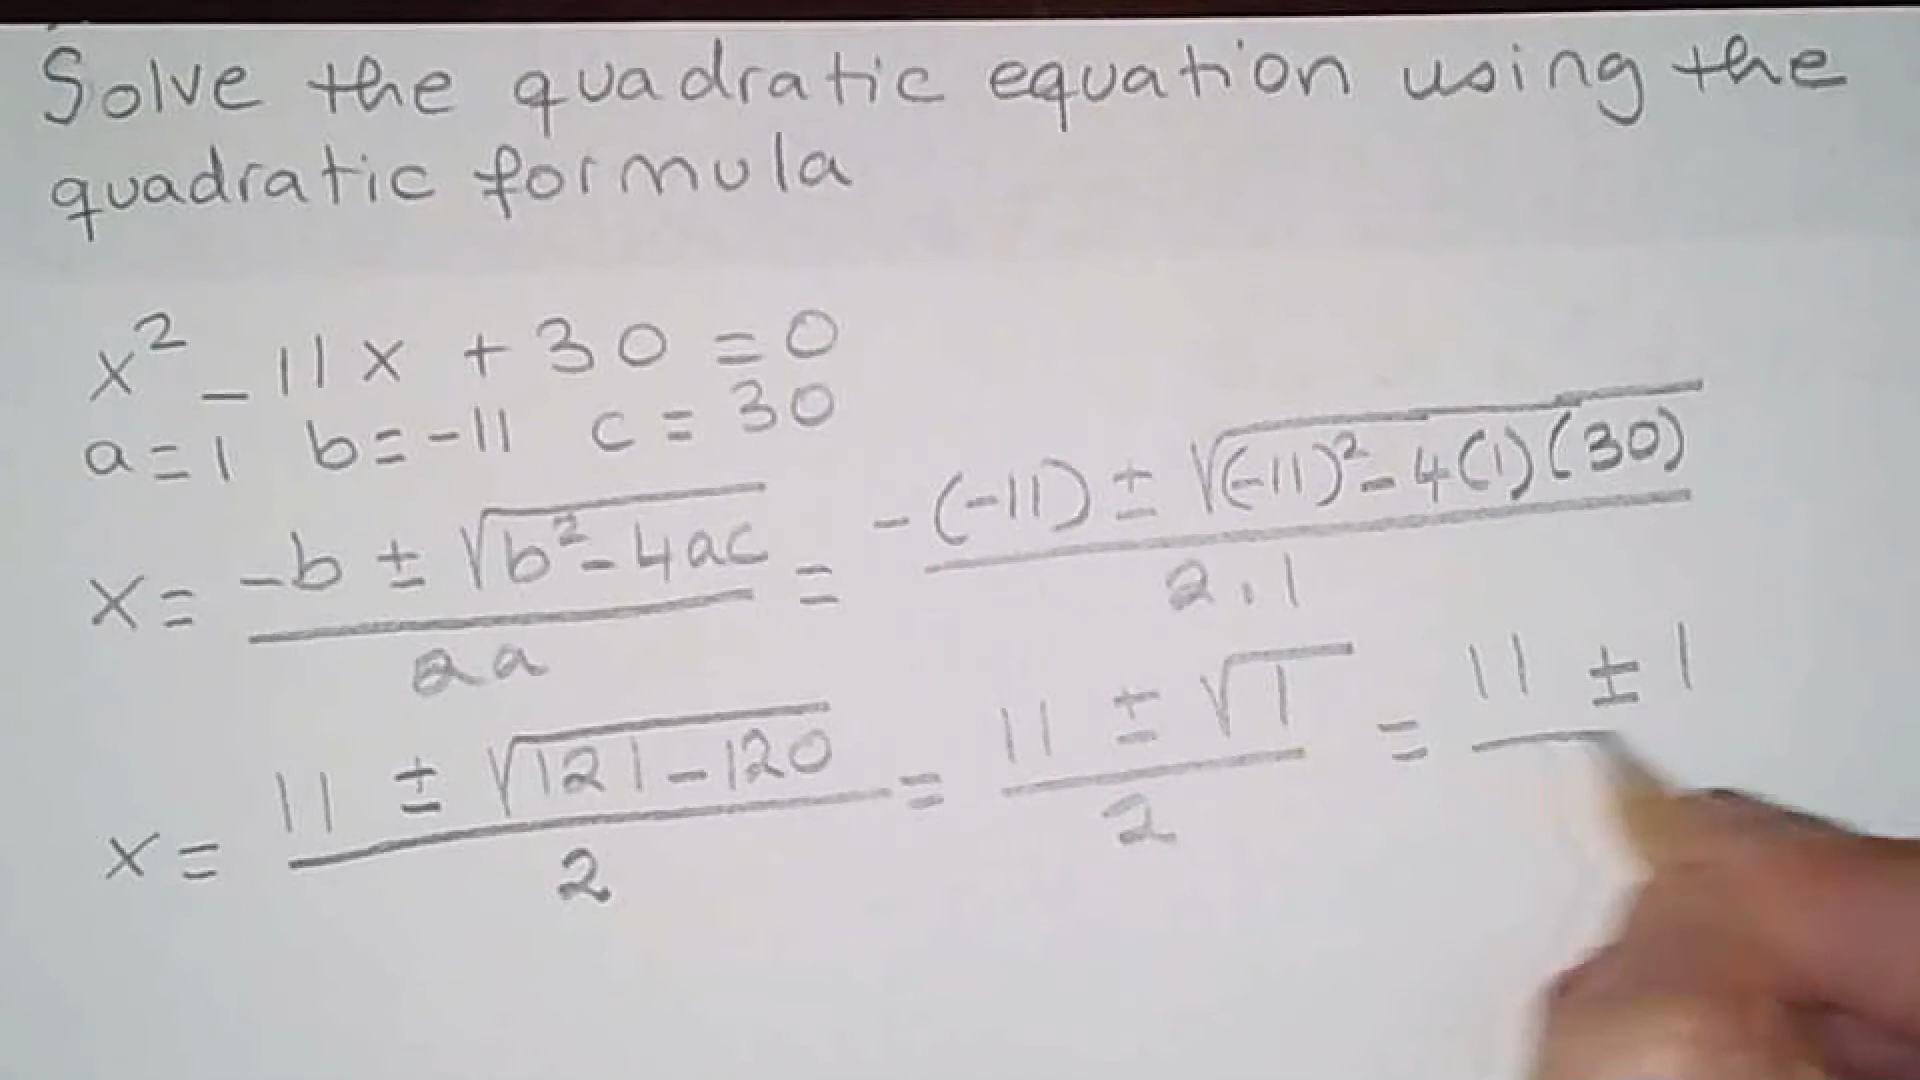 Solve the quadratic equation using the
quadratic formula
x² - 11x + 30 = 0
a = 1 b = -11 c = 30
x = (-b ± √(b² - 4ac))/(2a) = (-(-11) ± √((-11)² - 4(1)(30)))/(2.1)
x = (11 ± √(121 - 120))/2 = (11 ± √1)/2 = 11 ± 1